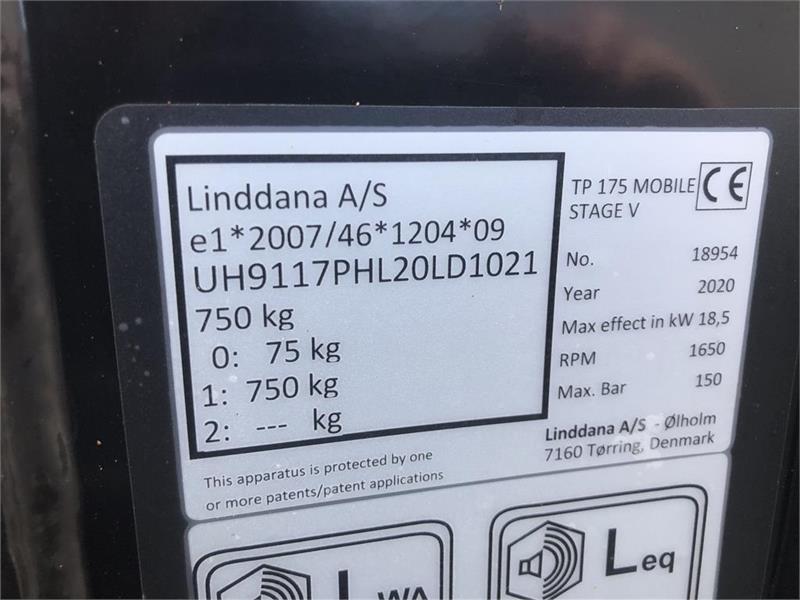 Linddana A/S
e1*2007/46*1204*09
UH9117PHL20LD1021
750 kg
0: 75 kg
1: 750 kg
2: --- kg
This apparatus is protected by one
or more patents/patent applications
TP 175 MOBILE CE
STAGE V
No. 18954
Year 2020
Max effect in kW 18,5
RPM 1650
Max. Bar 150
Linddana A/S - Ølholm
7160 Tørring, Denmark
LWA
Leq